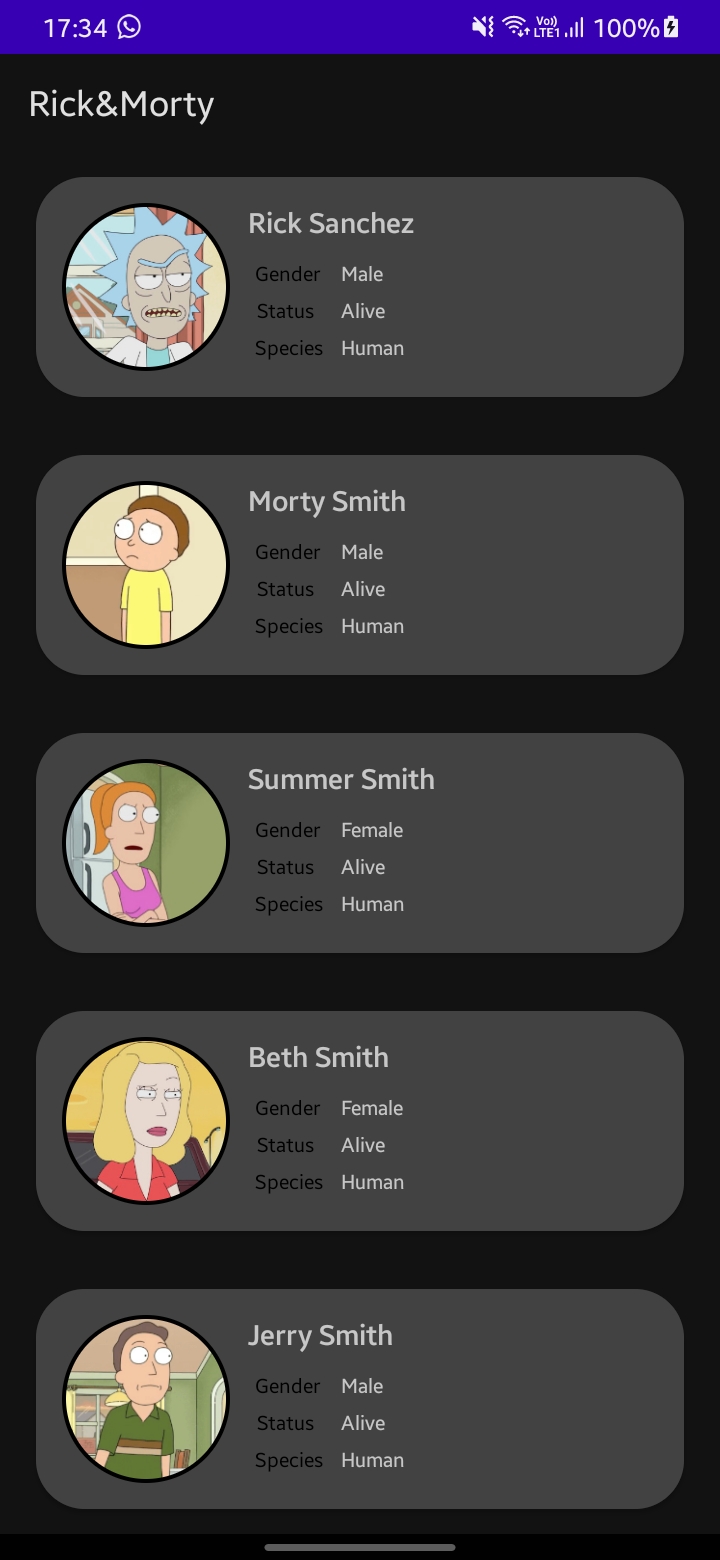 17:34 Vo)) LTE1 100%
Rick&Morty
Rick Sanchez
Gender Male
Status Alive
Species Human
Morty Smith
Gender Male
Status Alive
Species Human
Summer Smith
Gender Female
Status Alive
Species Human
Beth Smith
Gender Female
Status Alive
Species Human
Jerry Smith
Gender Male
Status Alive
Species Human